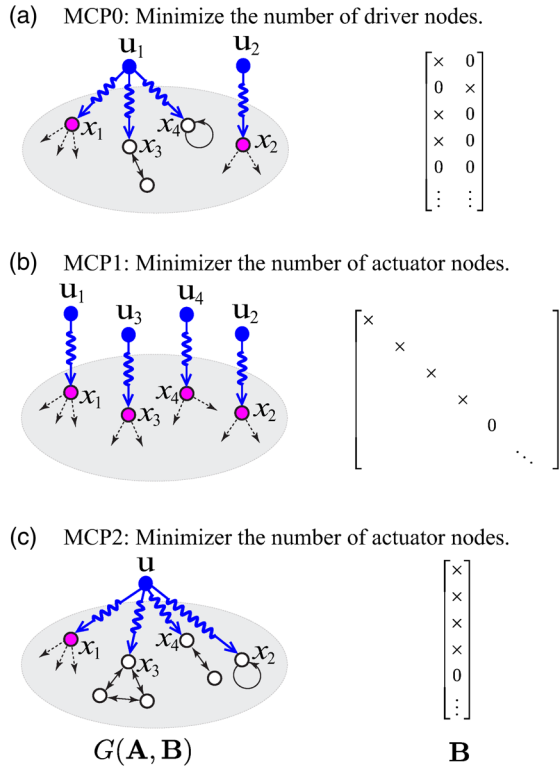 (a) MCP0: Minimize the number of driver nodes.
u₁ u₂
x₁ x₃ x₄ x₂
× 0
0 ×
× 0
× 0
0 0
⋮ ⋮
(b) MCP1: Minimizer the number of actuator nodes.
u₁ u₃ u₄ u₂
x₁ x₃ x₄ x₂
×
×
×
×
0
⋱
(c) MCP2: Minimizer the number of actuator nodes.
u
x₁ x₃ x₄ x₂
×
×
×
×
0
⋮
G(A, B) B